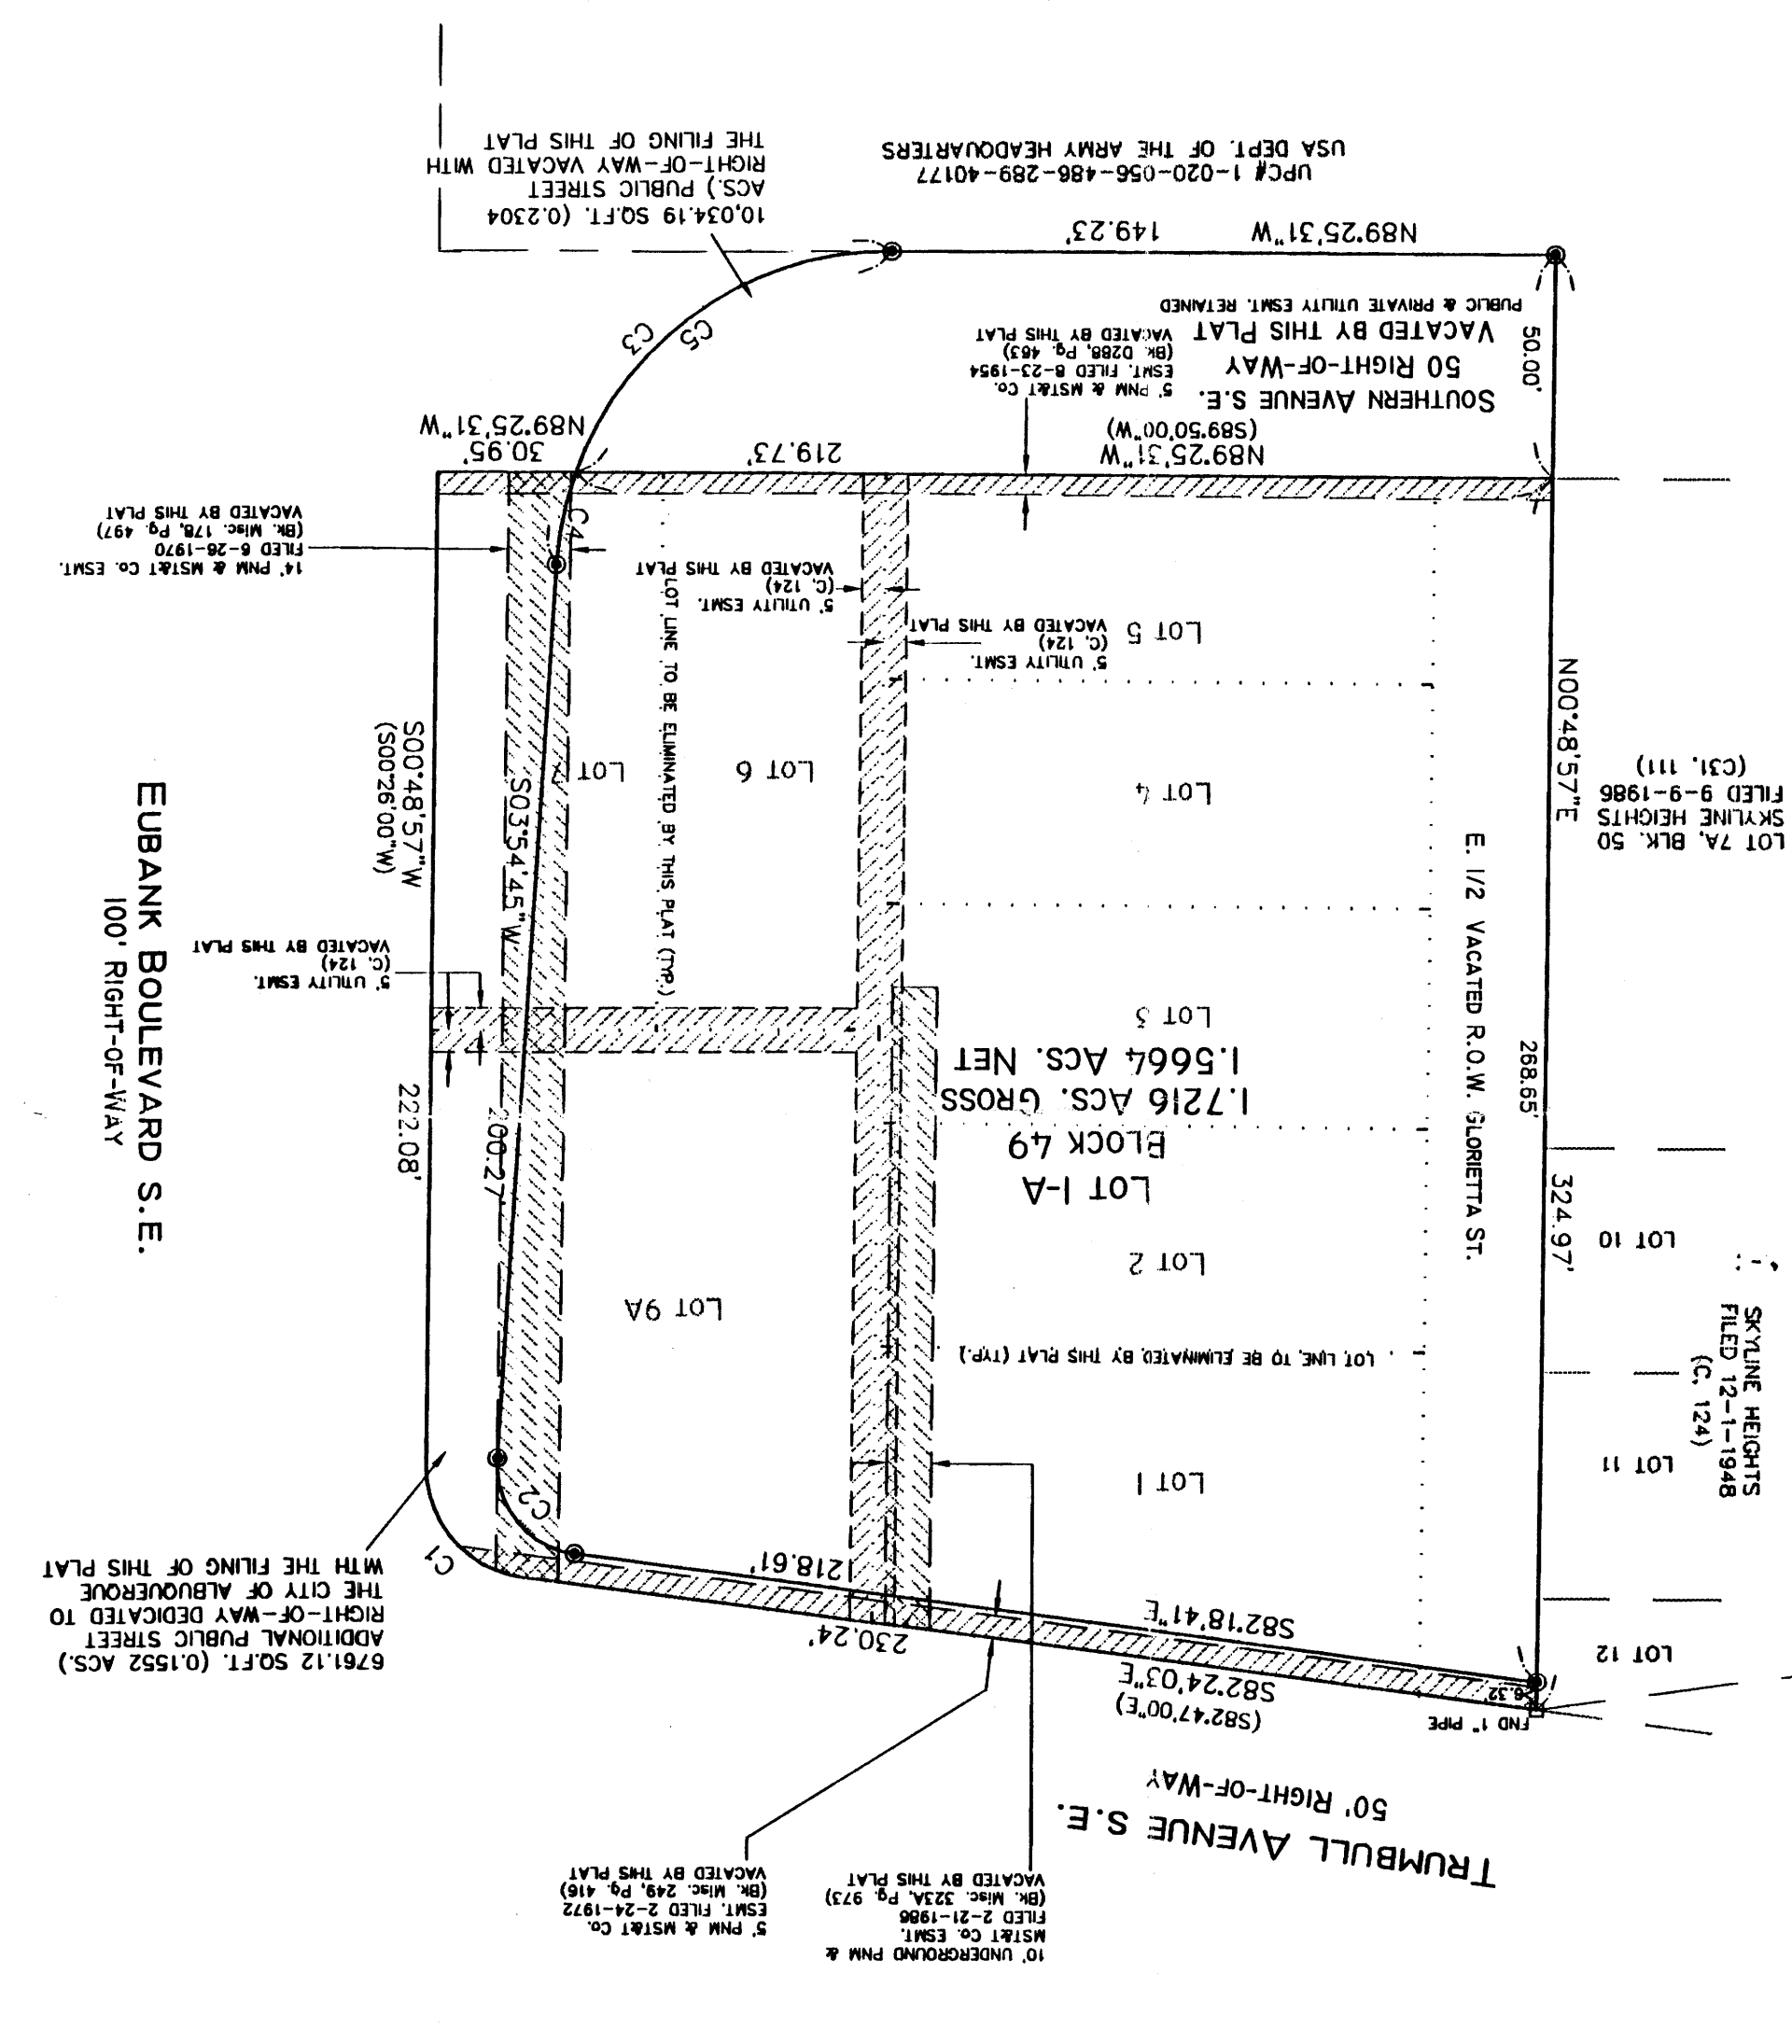 TRUMBULL AVENUE S.E.
50' RIGHT-OF-WAY
10' UNDERGROUND PNM &
MST&T Co. ESMT.
FILED 2-21-1986
(Bk. Misc. 323A, Pg. 973)
VACATED BY THIS PLAT
5' PNM & MST&T Co.
ESMT. FILED 2-24-1972
(Bk. Misc. 249, Pg. 416)
VACATED BY THIS PLAT
FND 1" PIPE
6.32'
(S82°47'00"E)
S82°24'03"E
230.24'
S82°18'41"E
218.61'
6761.12 SQ.FT. (0.1552 ACS.)
ADDITIONAL PUBLIC STREET
RIGHT-OF-WAY DEDICATED TO
THE CITY OF ALBUQUERQUE
WITH THE FILING OF THIS PLAT
C1
C2
LOT 12
LOT 11
LOT 10
SKYLINE HEIGHTS
FILED 12-1-1948
(C, 124)
LOT 1
LOT LINE TO BE ELIMINATED BY THIS PLAT (TYP.)
LOT 2
LOT 9A
LOT 1-A
BLOCK 49
1.7216 ACS. GROSS
1.5664 ACS. NET
LOT 3
324.97'
268.65'
N00°48'57"E
E. 1/2 VACATED R.O.W. GLORIETTA ST.
EUBANK BOULEVARD S.E.
100' RIGHT-OF-WAY
222.08'
S00°48'57"W
(S00°26'00"W)
200.27'
S03°54'45"W
5' UTILITY ESMT.
(C, 124)
VACATED BY THIS PLAT
LOT 7A, BLK. 50
SKYLINE HEIGHTS
FILED 9-9-1986
(C31, 111)
LOT 4
LOT 6
LOT 7
LOT LINE TO BE ELIMINATED BY THIS PLAT (TYP.)
LOT 5
5' UTILITY ESMT.
(C, 124)
VACATED BY THIS PLAT
5' UTILITY ESMT.
(C, 124)
VACATED BY THIS PLAT
14' PNM & MST&T Co. ESMT.
FILED 6-26-1970
(Bk. Misc. 178, Pg. 497)
VACATED BY THIS PLAT
C4
N89°25'31"W
(S89°50'00"W)
219.73'
30.95'
N89°25'31"W
SOUTHERN AVENUE S.E.
50 RIGHT-OF-WAY
VACATED BY THIS PLAT
PUBLIC & PRIVATE UTILITY ESMT. RETAINED
5' PNM & MST&T Co.
ESMT. FILED 8-23-1954
(Bk. D288, Pg. 463)
VACATED BY THIS PLAT
50.00'
C5
C3
N89°25'31"W
149.23'
UPC# 1-020-056-486-289-40177
USA DEPT. OF THE ARMY HEADQUARTERS
10,034.19 SQ.FT. (0.2304
ACS.) PUBLIC STREET
RIGHT-OF-WAY VACATED WITH
THE FILING OF THIS PLAT